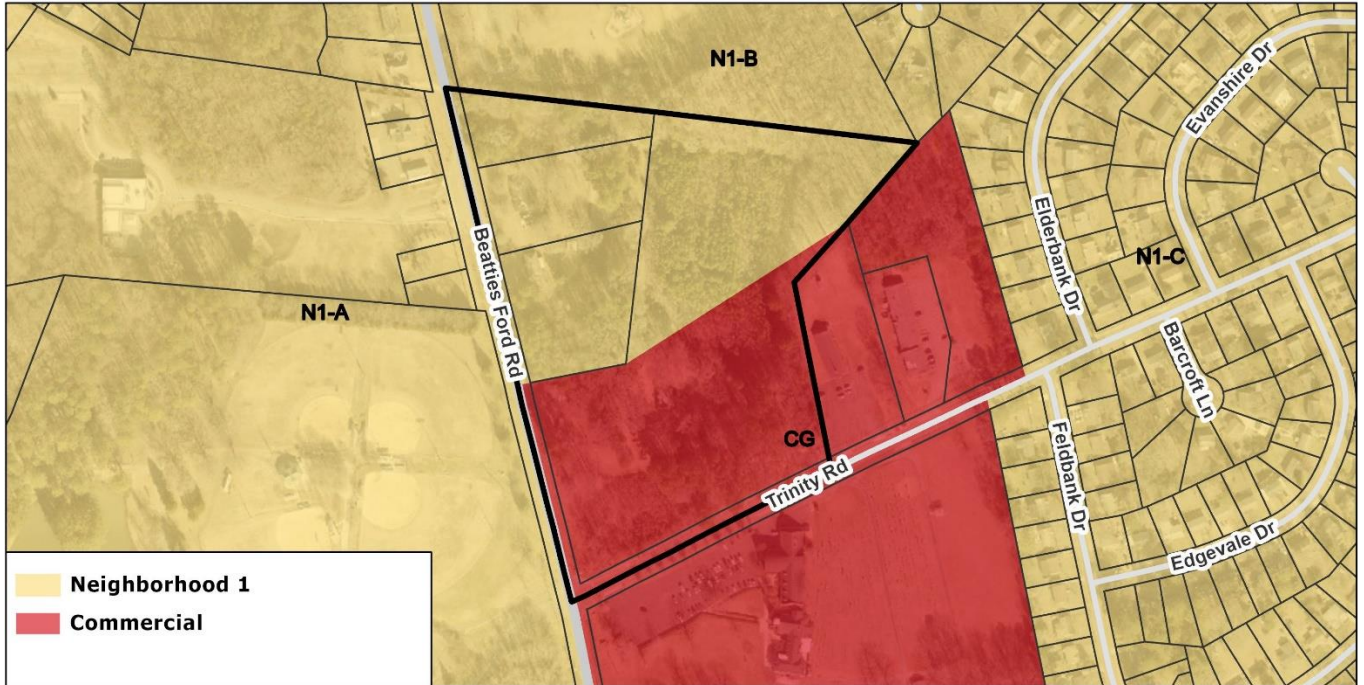 N1-B
Evanshire Dr
Elderbank Dr
N1-C
Beatties Ford Rd
N1-A
Barcroft Ln
CG
Trinity Rd
Feldbank Dr
Edgevale Dr
Neighborhood 1
Commercial